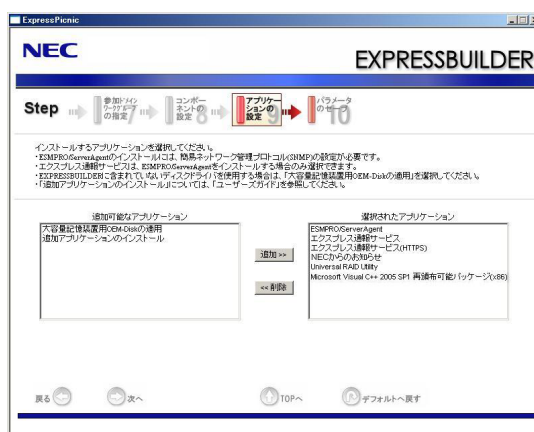 ExpressPicnic
NEC
EXPRESSBUILDER
Step
参加ドメイン
ワークグループ
の指定 7
コンポー
ネントの
設定 8
アプリケー
ションの
設定 9
パラメータ
のセーブ 10
インストールするアプリケーションを選択してください。
・ESMPRO/ServerAgentのインストールには、簡易ネットワーク管理プロトコル(SNMP)の設定が必要です。
・エクスプレス通報サービスは、ESMPRO/ServerAgentをインストールする場合のみ選択できます。
・EXPRESSBUILDERに含まれていないディスクドライバを使用する場合は、「大容量記憶装置用OEM-Diskの適用」を選択してください。
・「追加アプリケーションのインストール」については、「ユーザーズガイド」を参照してください。
追加可能なアプリケーション
大容量記憶装置用OEM-Diskの適用
追加アプリケーションのインストール
追加 >>
<< 削除
選択されたアプリケーション
ESMPRO/ServerAgent
エクスプレス通報サービス
エクスプレス通報サービス(HTTPS)
NECからのお知らせ
Universal RAID Utility
Microsoft Visual C++ 2005 SP1 再頒布可能パッケージ(x86)
戻る
次へ
TOPへ
デフォルトへ戻す